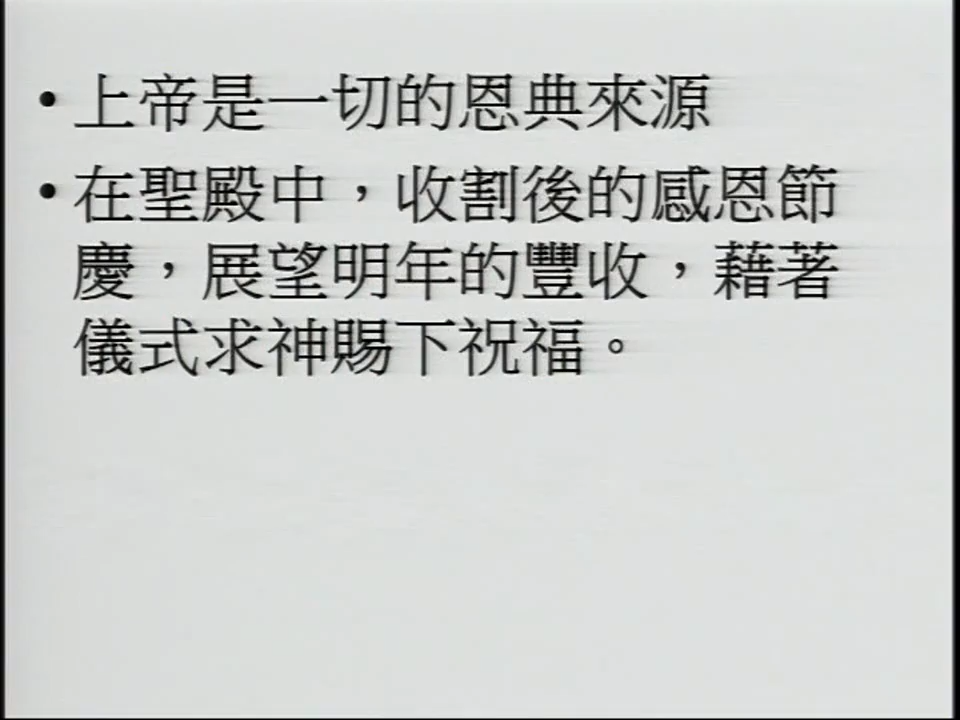 •上帝是一切的恩典來源
•在聖殿中，收割後的感恩節
慶，展望明年的豐收，藉著
儀式求神賜下祝福。